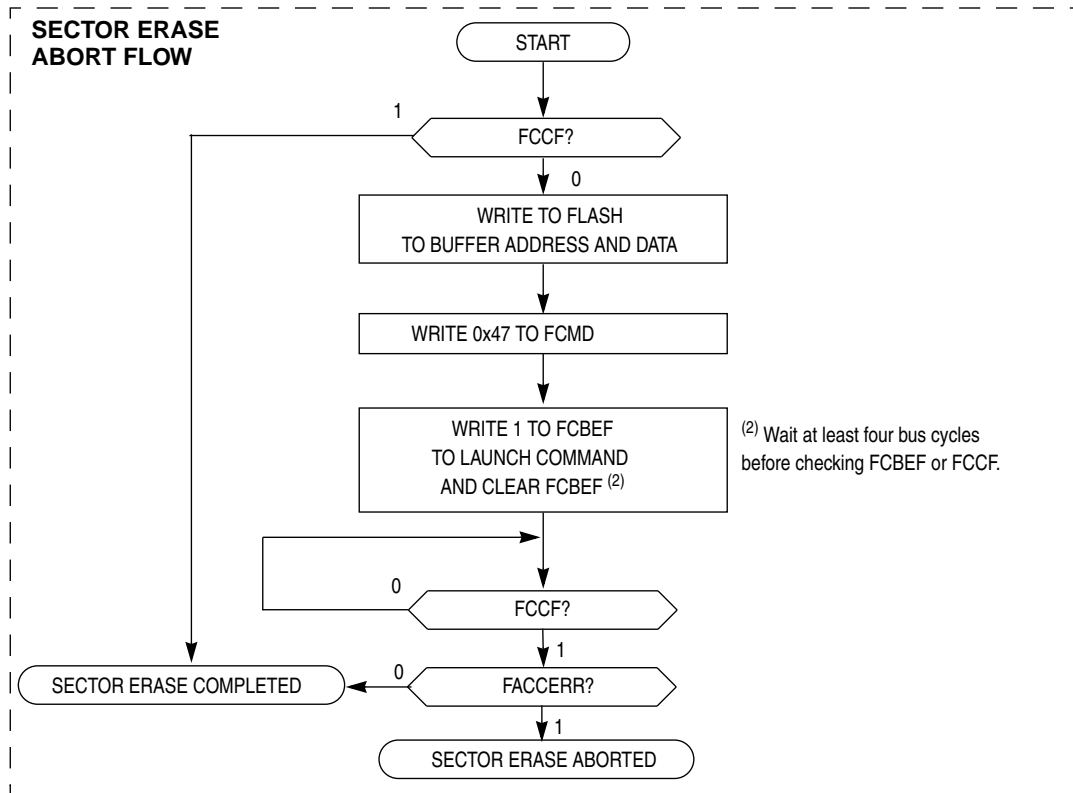 SECTOR ERASE
ABORT FLOW
START
1
FCCF?
0
WRITE TO FLASH
TO BUFFER ADDRESS AND DATA
WRITE 0x47 TO FCMD
WRITE 1 TO FCBEF
TO LAUNCH COMMAND
AND CLEAR FCBEF (2)
(2) Wait at least four bus cycles
before checking FCBEF or FCCF.
0
FCCF?
1
0
SECTOR ERASE COMPLETED
FACCERR?
1
SECTOR ERASE ABORTED